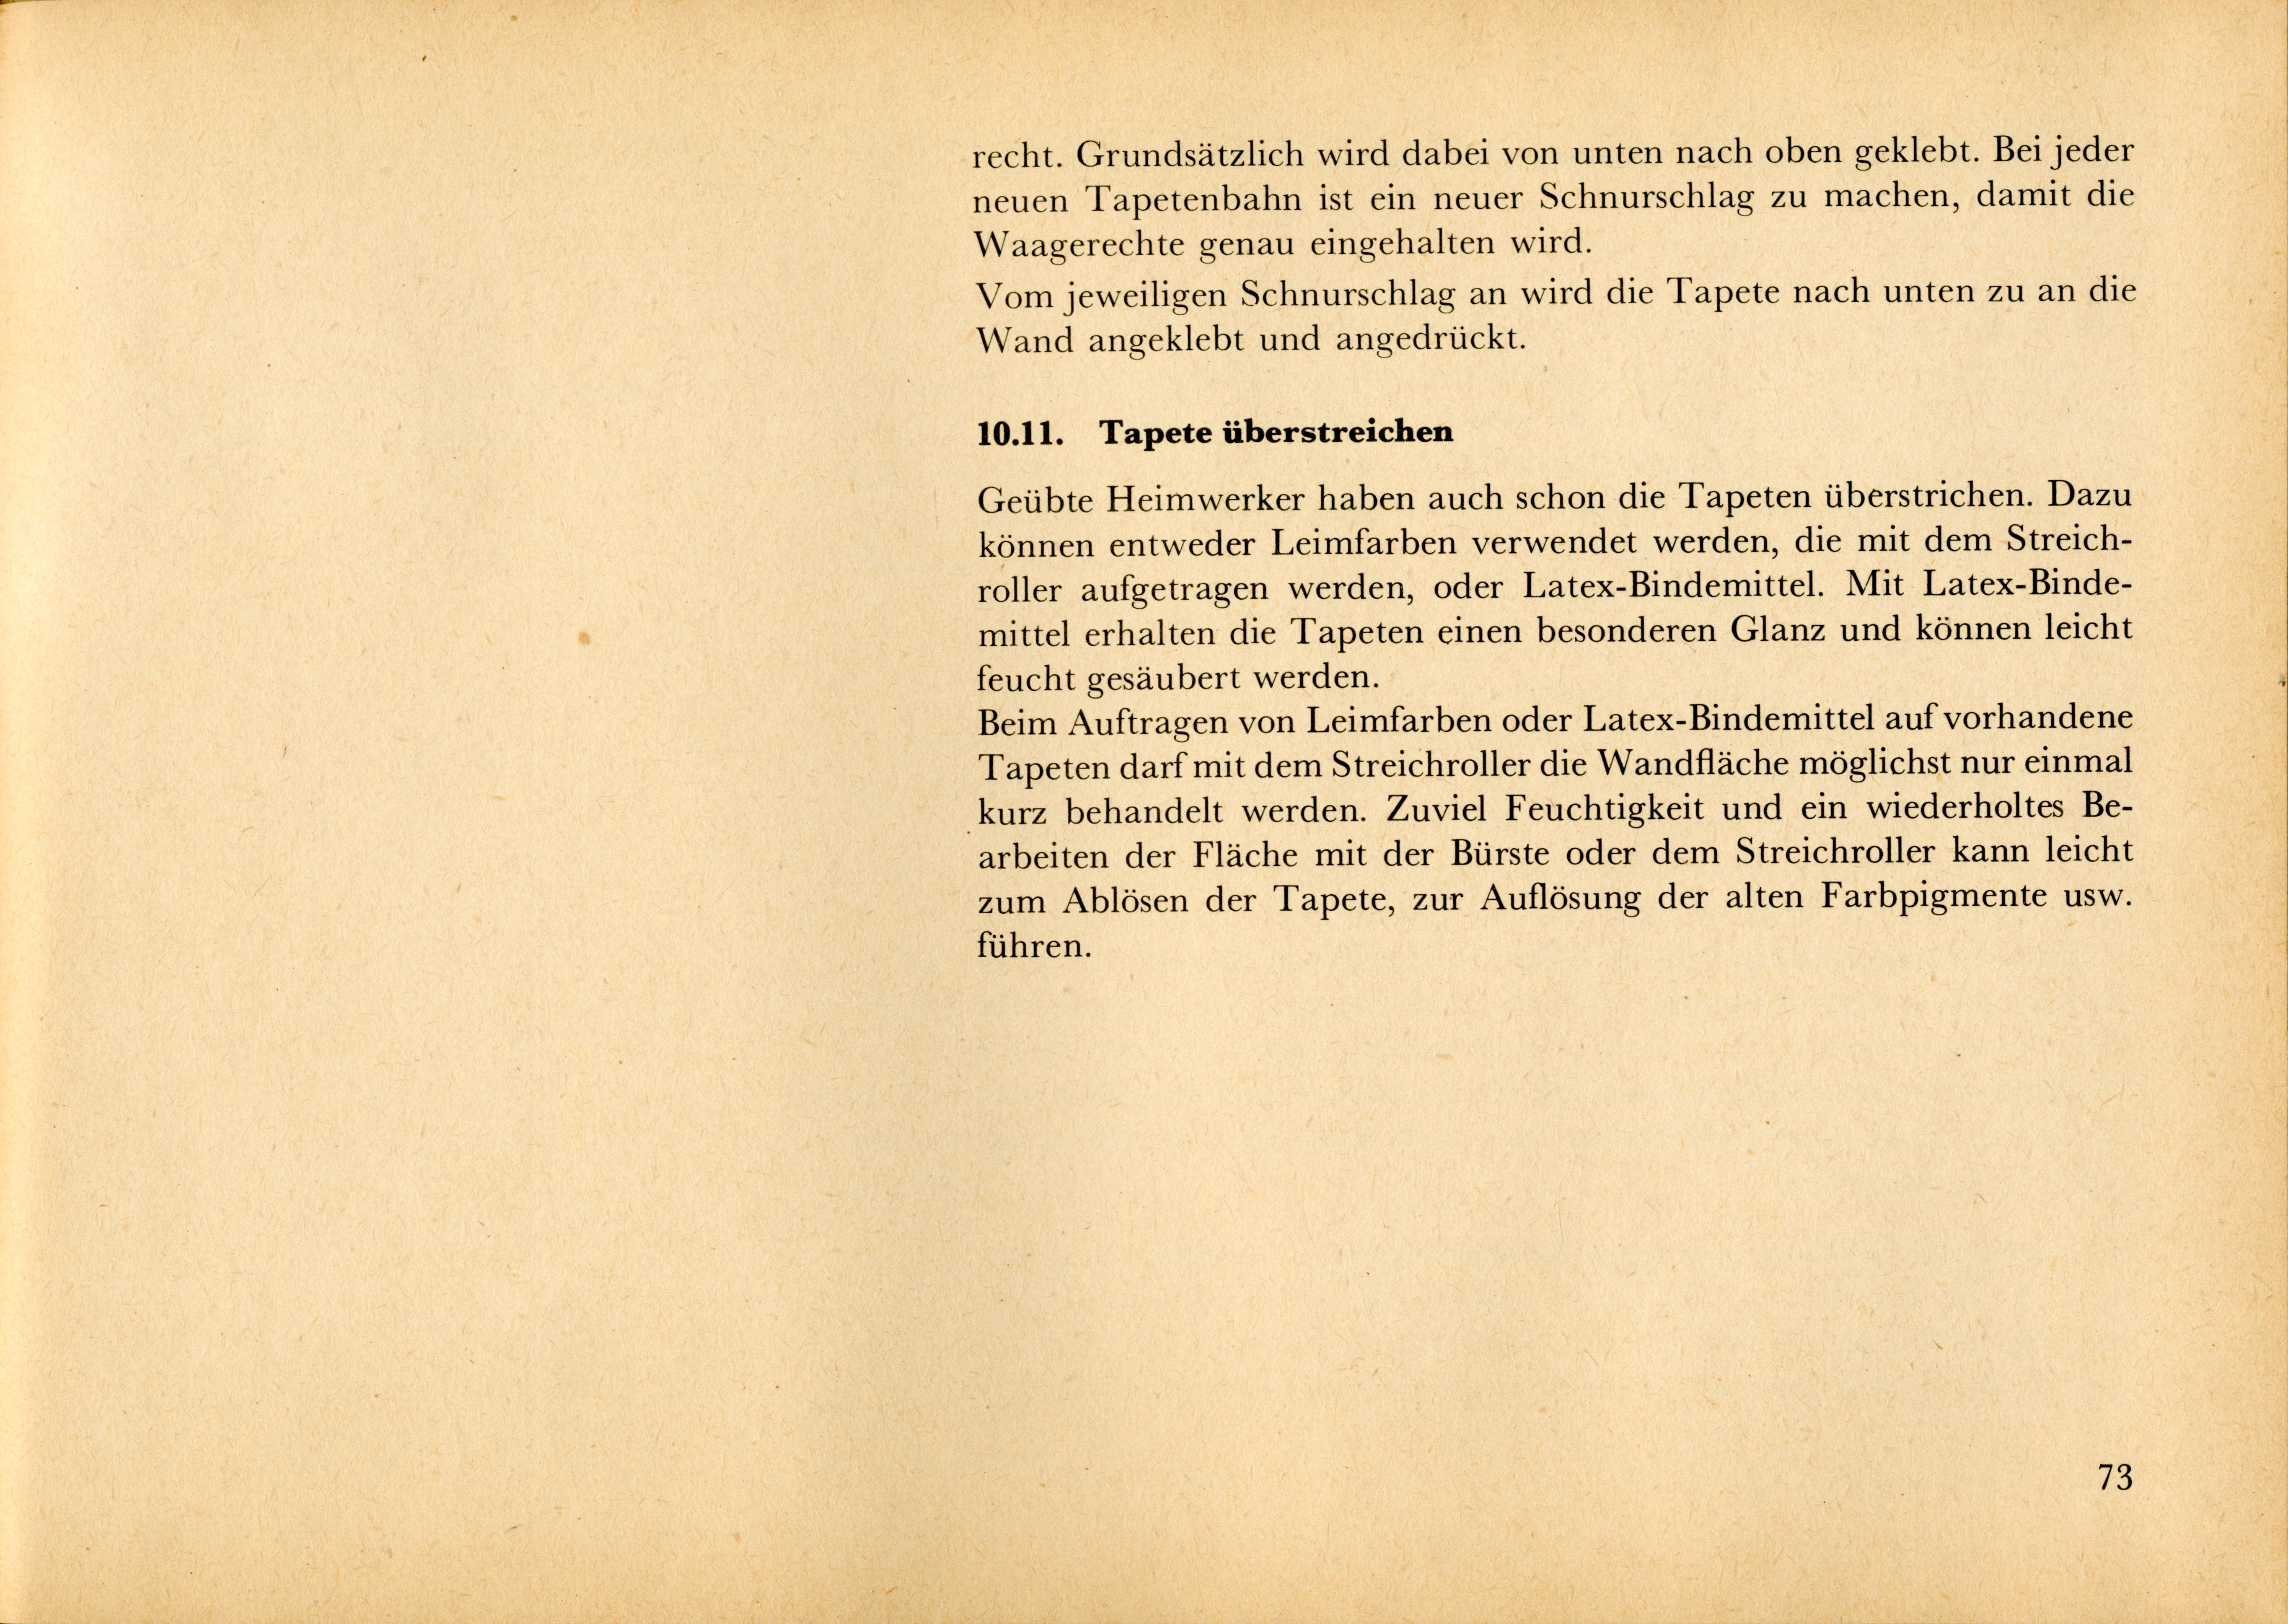 recht. Grundsätzlich wird dabei von unten nach oben geklebt. Bei jeder
neuen Tapetenbahn ist ein neuer Schnurschlag zu machen, damit die
Waagerechte genau eingehalten wird.
Vom jeweiligen Schnurschlag an wird die Tapete nach unten zu an die
Wand angeklebt und angedrückt.
10.11. Tapete überstreichen
Geübte Heimwerker haben auch schon die Tapeten überstrichen. Dazu
können entweder Leimfarben verwendet werden, die mit dem Streich-
roller aufgetragen werden, oder Latex-Bindemittel. Mit Latex-Binde-
mittel erhalten die Tapeten einen besonderen Glanz und können leicht
feucht gesäubert werden.
Beim Auftragen von Leimfarben oder Latex-Bindemittel auf vorhandene
Tapeten darf mit dem Streichroller die Wandfläche möglichst nur einmal
kurz behandelt werden. Zuviel Feuchtigkeit und ein wiederholtes Be-
arbeiten der Fläche mit der Bürste oder dem Streichroller kann leicht
zum Ablösen der Tapete, zur Auflösung der alten Farbpigmente usw.
führen.
73